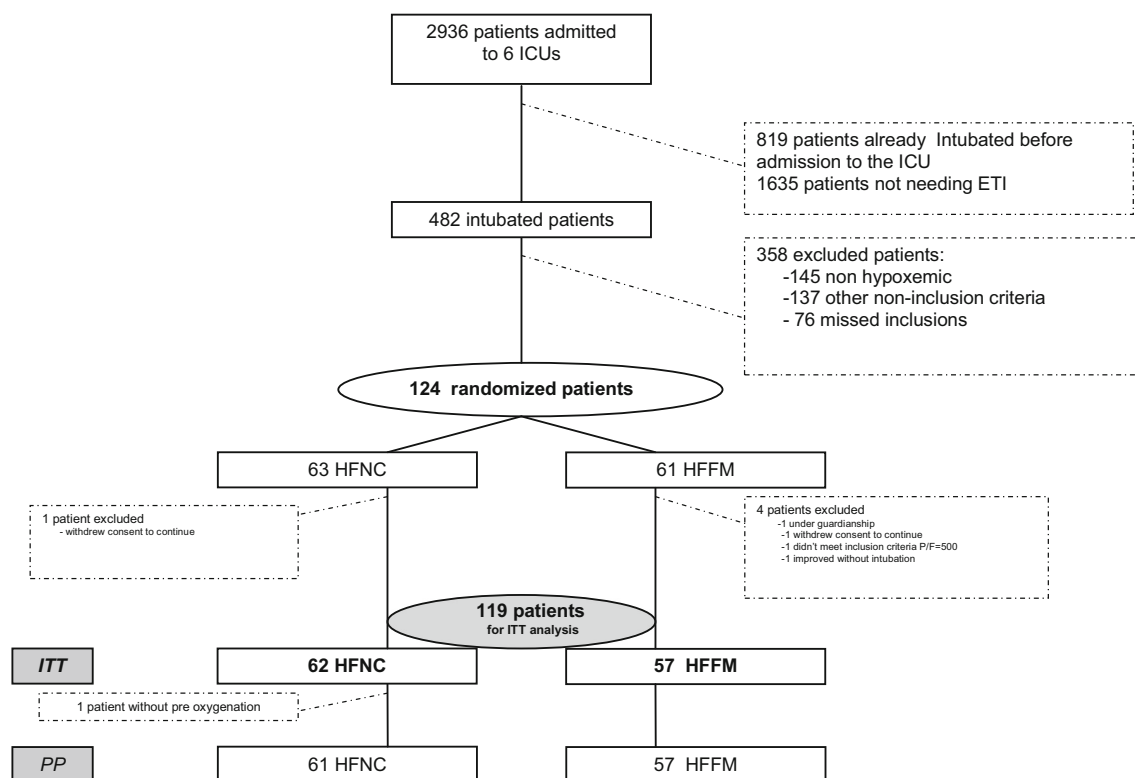 2936 patients admitted
to 6 ICUs
819 patients already Intubated before
admission to the ICU
1635 patients not needing ETI
482 intubated patients
358 excluded patients:
-145 non hypoxemic
-137 other non-inclusion criteria
- 76 missed inclusions
124 randomized patients
63 HFNC
61 HFFM
1 patient excluded
- withdrew consent to continue
4 patients excluded
-1 under guardianship
-1 withdrew consent to continue
-1 didn't meet inclusion criteria P/F=500
-1 improved without intubation
119 patients
for ITT analysis
ITT
62 HFNC
57 HFFM
1 patient without pre oxygenation
PP
61 HFNC
57 HFFM